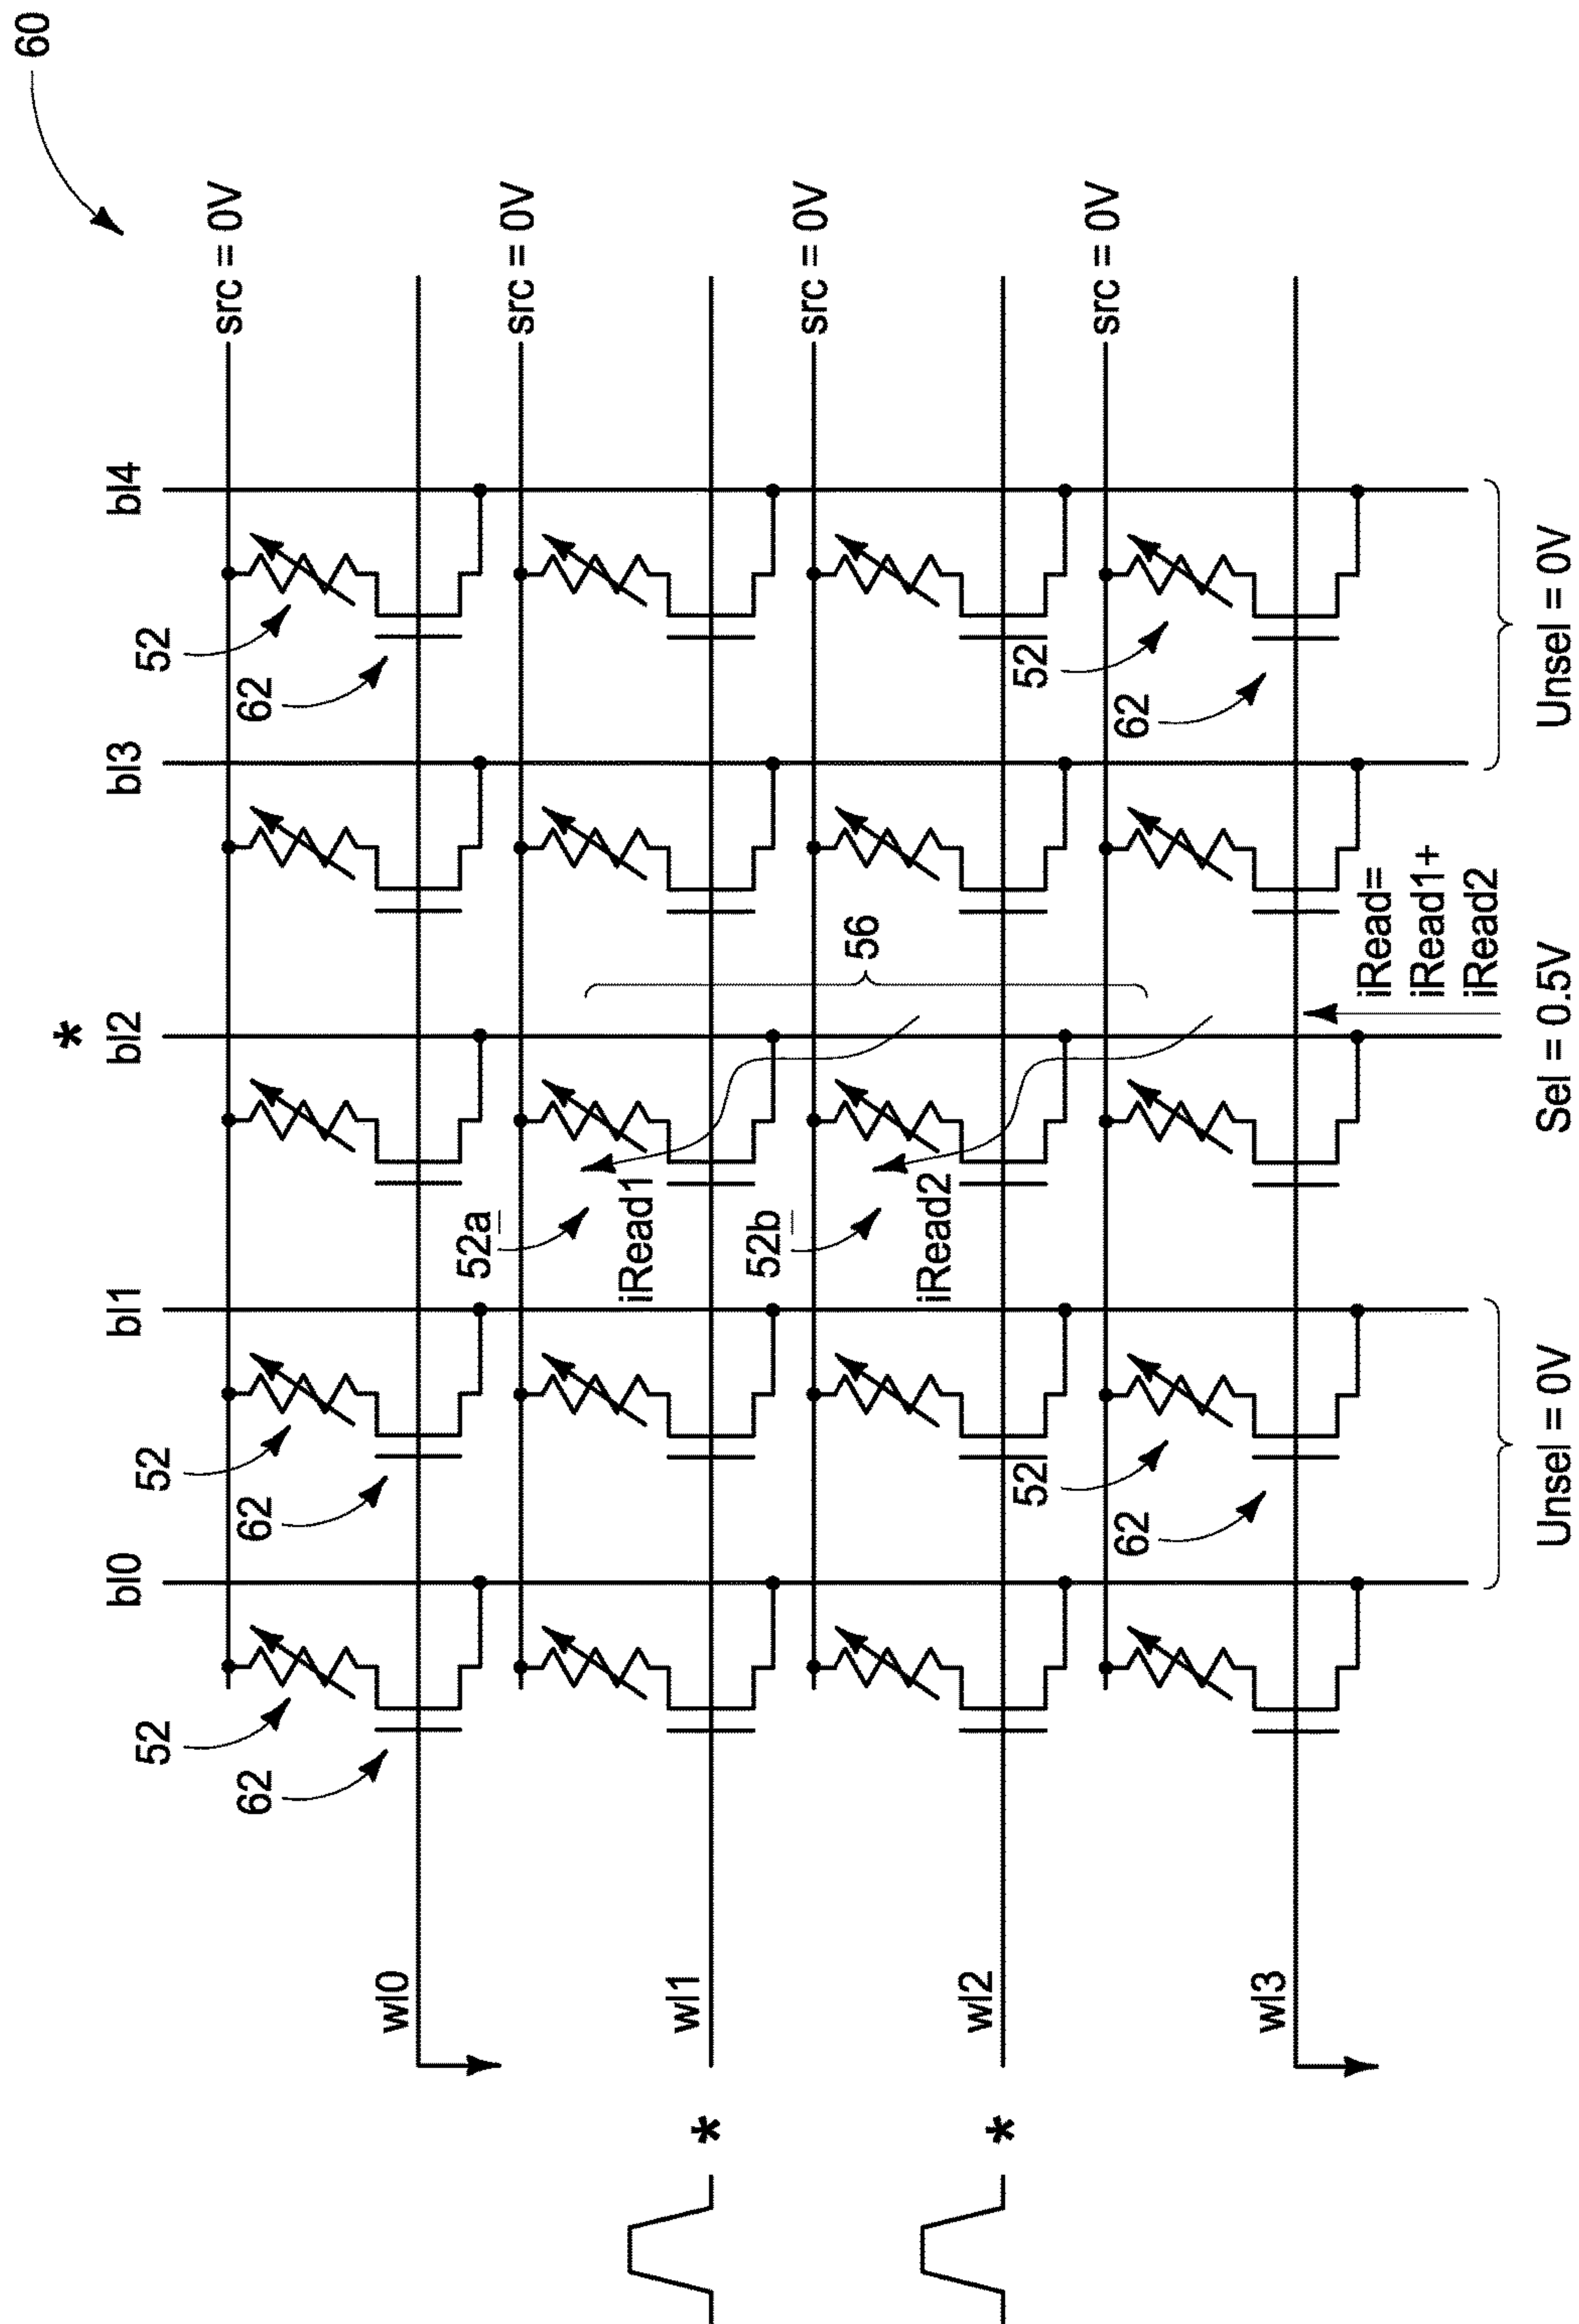 60
*
bl0
bl1
bl2
bl3
bl4
52
52
52
src = 0V
62
62
62
wl0
52a
src = 0V
iRead1
wl1
*
52b
src = 0V
56
iRead2
wl2
*
52
52
src = 0V
62
62
wl3
iRead=
iRead1+
iRead2
Unsel = 0V
Sel = 0.5V
Unsel = 0V